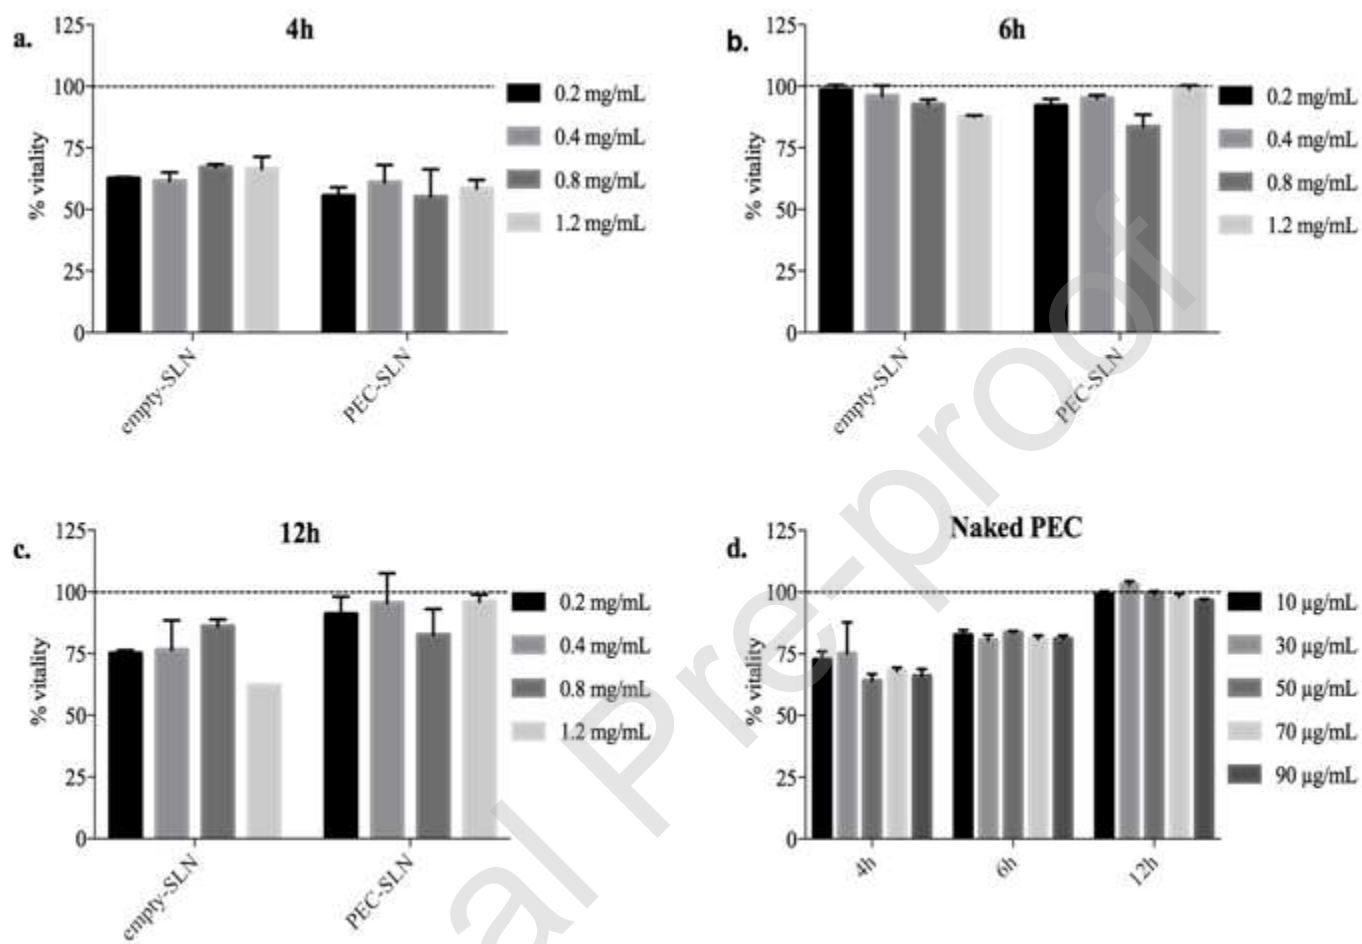 a.
4h
% vitality
125
100
75
50
25
0
empty-SLN
PEC-SLN
0.2 mg/mL
0.4 mg/mL
0.8 mg/mL
1.2 mg/mL
b.
6h
% vitality
125
100
75
50
25
0
empty-SLN
PEC-SLN
0.2 mg/mL
0.4 mg/mL
0.8 mg/mL
1.2 mg/mL
c.
12h
% vitality
125
100
75
50
25
0
empty-SLN
PEC-SLN
0.2 mg/mL
0.4 mg/mL
0.8 mg/mL
1.2 mg/mL
d.
Naked PEC
% vitality
125
100
75
50
25
0
4h
6h
12h
10 µg/mL
30 µg/mL
50 µg/mL
70 µg/mL
90 µg/mL
al Pre-proof